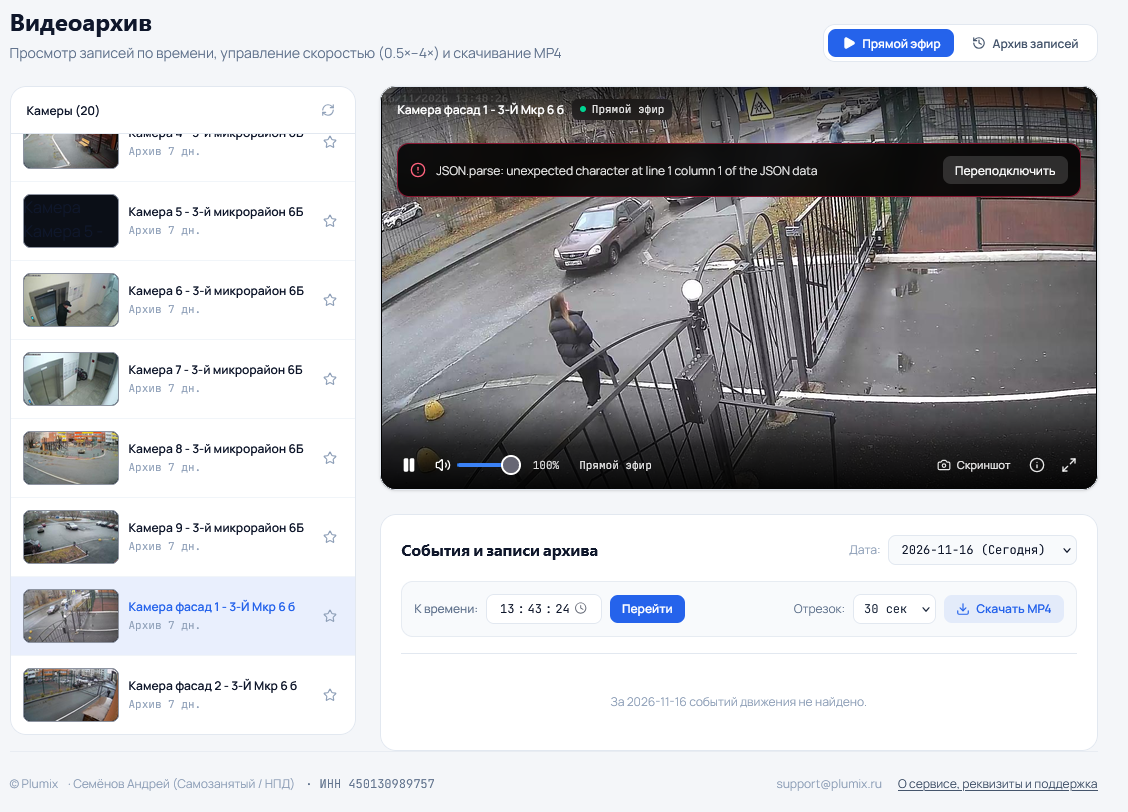 Видеоархив
Просмотр записей по времени, управление скоростью (0.5×–4×) и скачивание MP4
Прямой эфир
Архив записей
Камеры (20)
Камера 4 - 3-й микрорайон 6Б
Архив 7 дн.
Камера 5 - 3-й микрорайон 6Б
Архив 7 дн.
Камера 6 - 3-й микрорайон 6Б
Архив 7 дн.
Камера 7 - 3-й микрорайон 6Б
Архив 7 дн.
Камера 8 - 3-й микрорайон 6Б
Архив 7 дн.
Камера 9 - 3-й микрорайон 6Б
Архив 7 дн.
Камера фасад 1 - 3-Й Мкр 6 б
Архив 7 дн.
Камера фасад 2 - 3-Й Мкр 6 б
Архив 7 дн.
Камера фасад 1 - 3-Й Мкр 6 б
Прямой эфир
JSON.parse: unexpected character at line 1 column 1 of the JSON data
Переподключить
100%
Прямой эфир
Скриншот
События и записи архива
Дата:
2026-11-16 (Сегодня)
К времени:
13 : 43 : 24
Перейти
Отрезок:
30 сек
Скачать MP4
За 2026-11-16 событий движения не найдено.
© Plumix · Семёнов Андрей (Самозанятый / НПД) · ИНН 450130989757
support@plumix.ru
О сервисе, реквизиты и поддержка